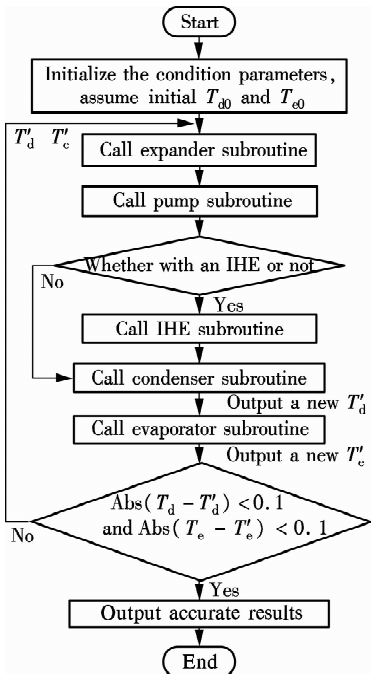 Start
Initialize the condition parameters,
assume initial T_d0 and T_e0
T′_d T′_e
Call expander subroutine
Call pump subroutine
Whether with an IHE or not
No
Yes
Call IHE subroutine
Call condenser subroutine
Output a new T′_d
Call evaporator subroutine
Output a new T′_e
Abs(T_d − T′_d) <0.1
and Abs(T_e − T′_e) <0.1
No
Yes
Output accurate results
End